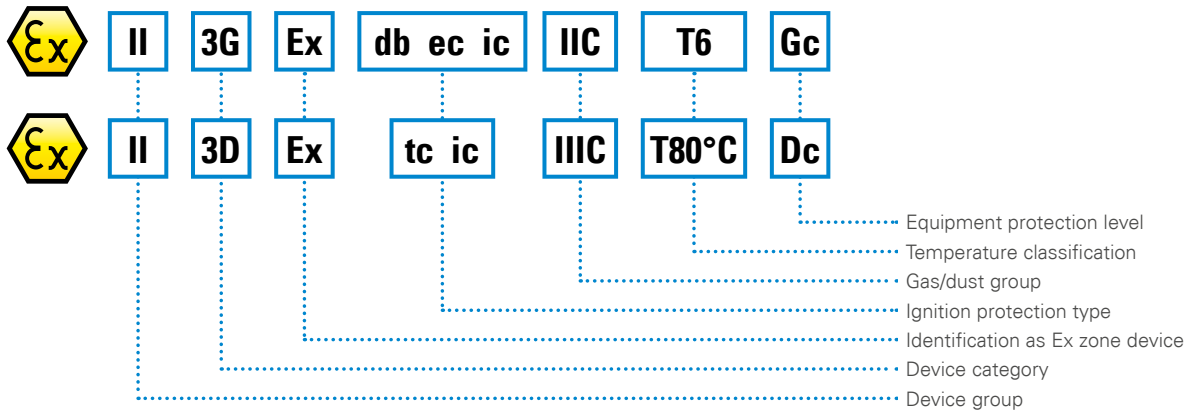 Ex II 3G Ex db ec ic IIC T6 Gc
Ex II 3D Ex tc ic IIIC T80°C Dc
Equipment protection level
Temperature classification
Gas/dust group
Ignition protection type
Identification as Ex zone device
Device category
Device group